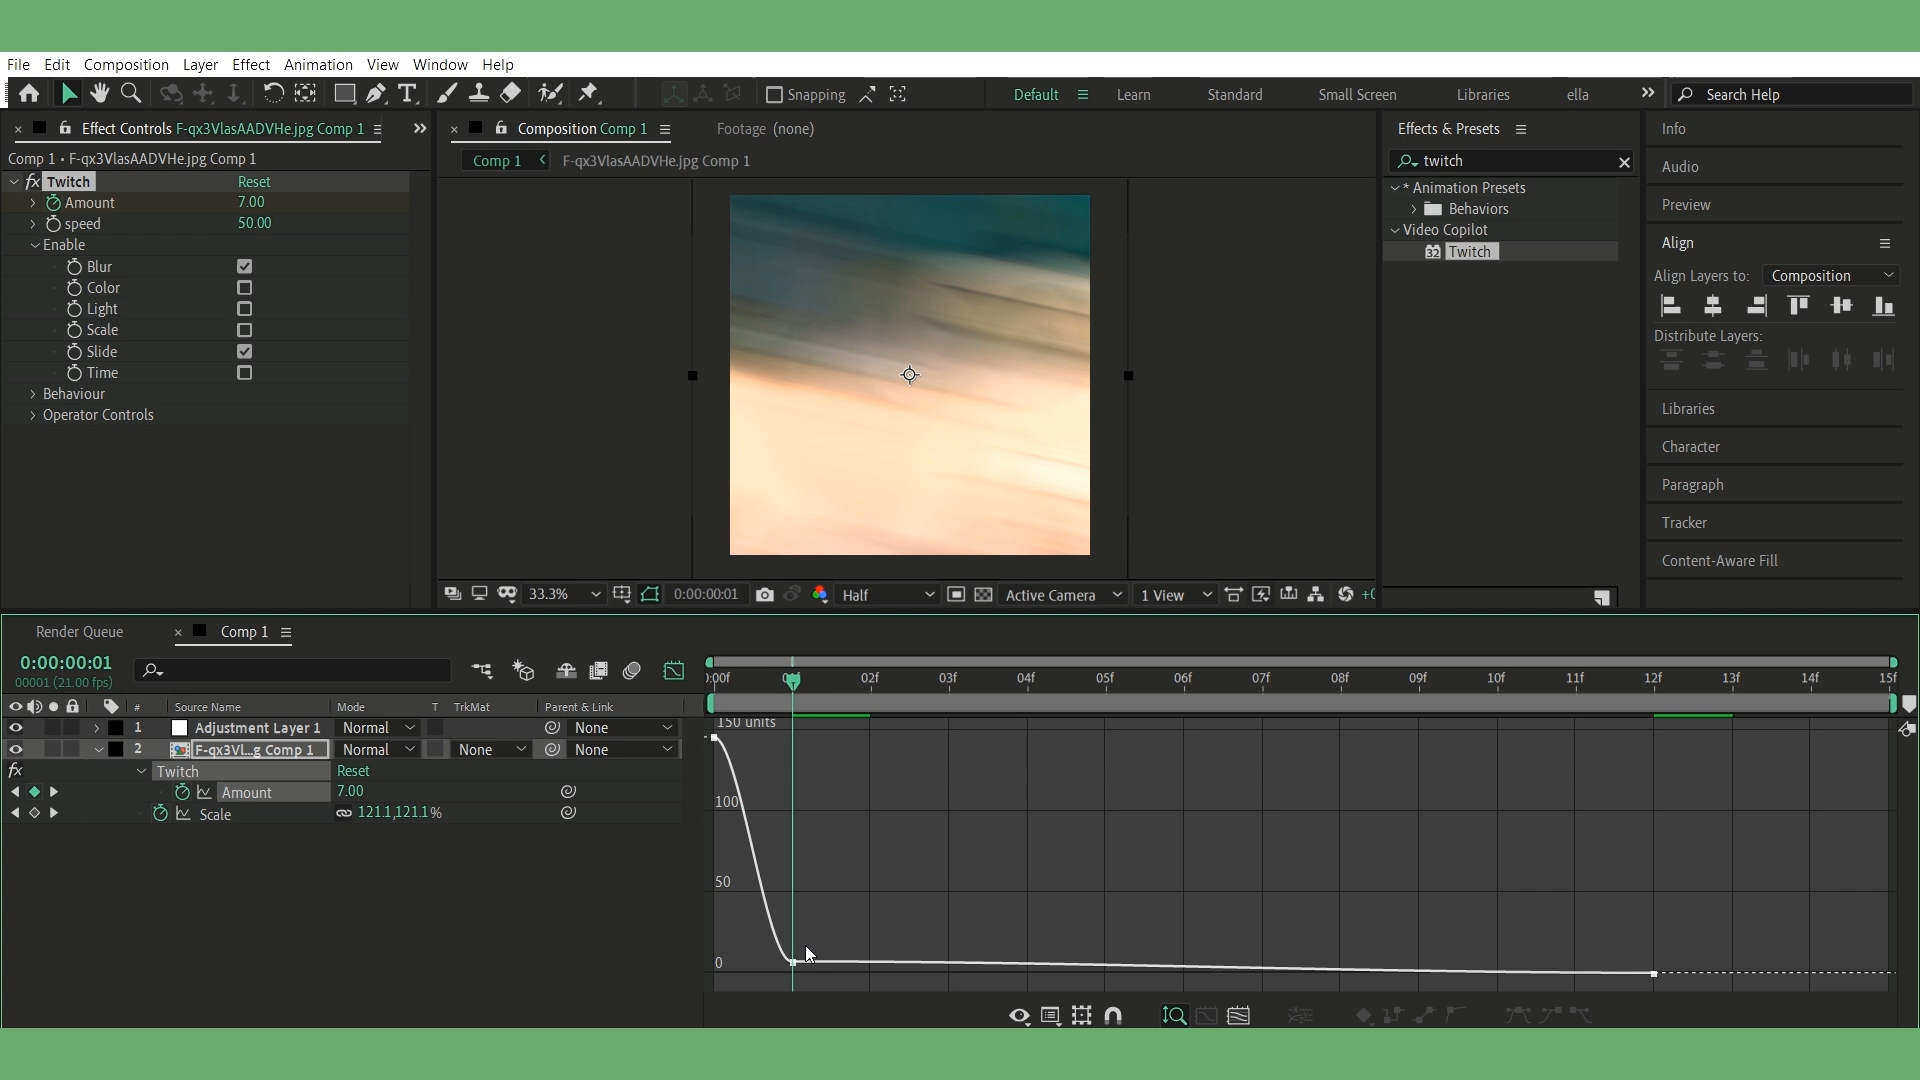 File Edit Composition Layer Effect Animation View Window Help
Snapping Default Learn Standard Small Screen Libraries ella Search Help
Effect Controls F-qx3VlasAADVHe.jpg Comp 1
Comp 1 • F-qx3VlasAADVHe.jpg Comp 1
fx Twitch Reset
Amount 7.00
speed 50.00
Enable
Blur
Color
Light
Scale
Slide
Time
Behaviour
Operator Controls
Composition Comp 1 Footage (none)
Comp 1 F-qx3VlasAADVHe.jpg Comp 1
33.3% 0:00:00:01 Half Active Camera 1 View
Effects & Presets
twitch
* Animation Presets
Behaviors
Video Copilot
32 Twitch
Info
Audio
Preview
Align
Align Layers to: Composition
Distribute Layers:
Libraries
Character
Paragraph
Tracker
Content-Aware Fill
Render Queue Comp 1
0:00:00:01
00001 (21.00 fps)
# Source Name Mode T TrkMat Parent & Link
1 Adjustment Layer 1 Normal None
2 F-qx3Vl...g Comp 1 Normal None None
fx Twitch Reset
Amount 7.00
Scale 121.1,121.1%
):00f 02f 03f 04f 05f 06f 07f 08f 09f 10f 11f 12f 13f 14f 15f
150 units
100
50
0